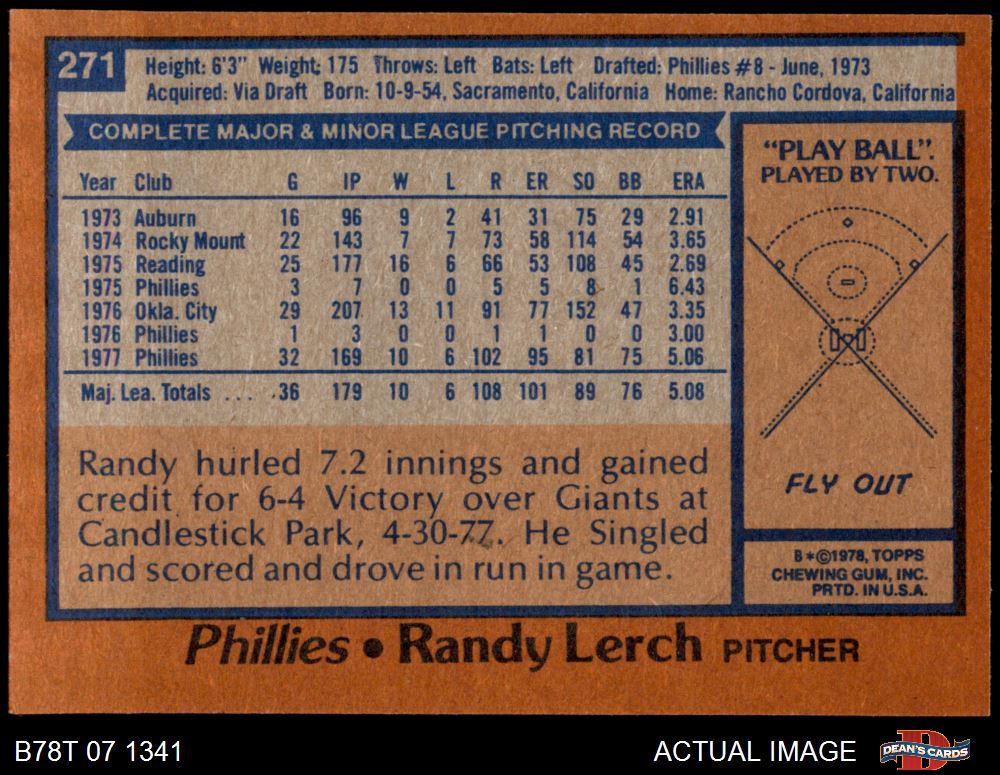 271
Height: 6'3" Weight: 175 Throws: Left Bats: Left Drafted: Phillies #8 - June, 1973
Acquired: Via Draft Born: 10-9-54, Sacramento, California Home: Rancho Cordova, California
COMPLETE MAJOR & MINOR LEAGUE PITCHING RECORD
Year Club G IP W L R ER SO BB ERA
1973 Auburn 16 96 9 2 41 31 75 29 2.91
1974 Rocky Mount 22 143 7 7 73 58 114 54 3.65
1975 Reading 25 177 16 6 66 53 108 45 2.69
1975 Phillies 3 7 0 0 5 5 8 1 6.43
1976 Okla. City 29 207 13 11 91 77 152 47 3.35
1976 Phillies 1 3 0 0 1 1 0 0 3.00
1977 Phillies 32 169 10 6 102 95 81 75 5.06
Maj. Lea. Totals ... 36 179 10 6 108 101 89 76 5.08
Randy hurled 7.2 innings and gained
credit for 6-4 Victory over Giants at
Candlestick Park, 4-30-77. He Singled
and scored and drove in run in game.
"PLAY BALL".
PLAYED BY TWO.
FLY OUT
B*©1978, TOPPS
CHEWING GUM, INC.
PRTD. IN U.S.A.
Phillies • Randy Lerch PITCHER
B78T 07 1341
ACTUAL IMAGE
D
DEAN'S CARDS